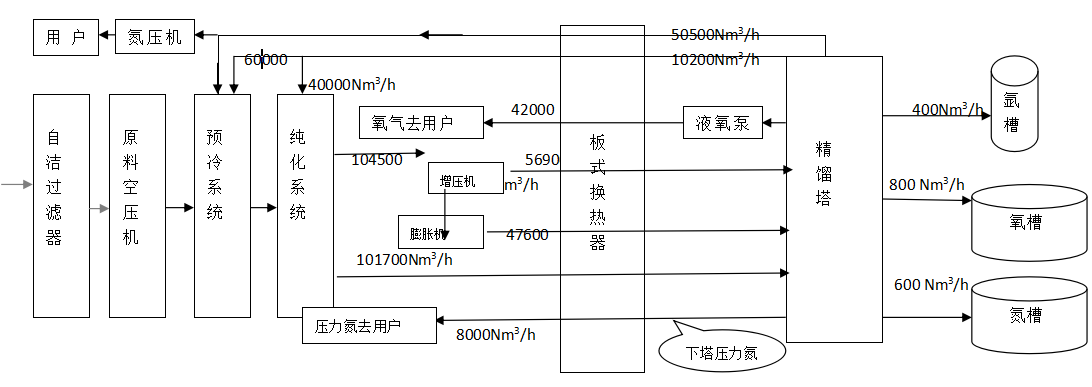 用 户
氮压机
50500Nm³/h
60000
10200Nm³/h
40000Nm³/h
自洁过滤器
原料空压机
预冷系统
纯化系统
氧气去用户
42000
液氧泵
板式换热器
精馏塔
400Nm³/h
氩槽
104500
5690
m³/h
增压机
800 Nm³/h
氧槽
膨胀机
47600
101700Nm³/h
600 Nm³/h
氮槽
压力氮去用户
8000Nm³/h
下塔压力氮